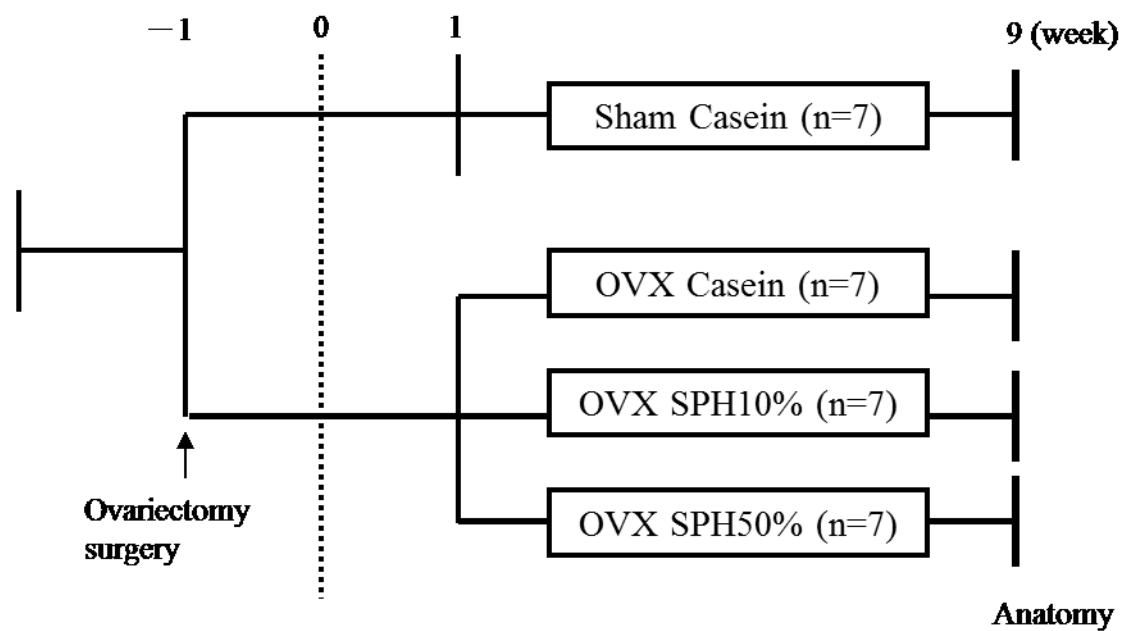 −1 0 1 9 (week)
Sham Casein (n=7)
OVX Casein (n=7)
OVX SPH10% (n=7)
OVX SPH50% (n=7)
Ovariectomy
surgery
Anatomy